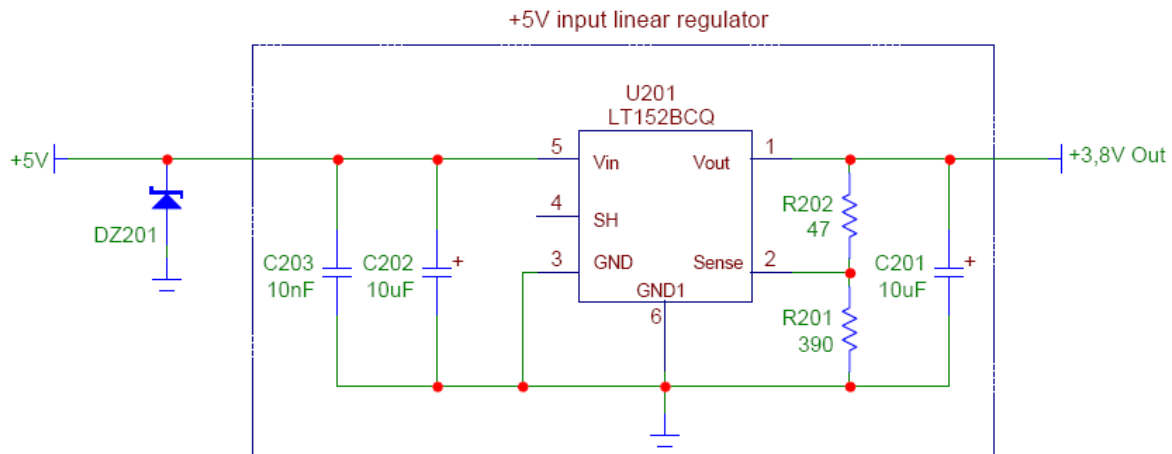 +5V input linear regulator
U201
LT152BCQ
+5V
5
Vin
Vout
1
+3,8V Out
4
SH
R202
47
DZ201
C203
10nF
C202
10uF
+
3
GND
Sense
2
C201
10uF
+
GND1
6
R201
390